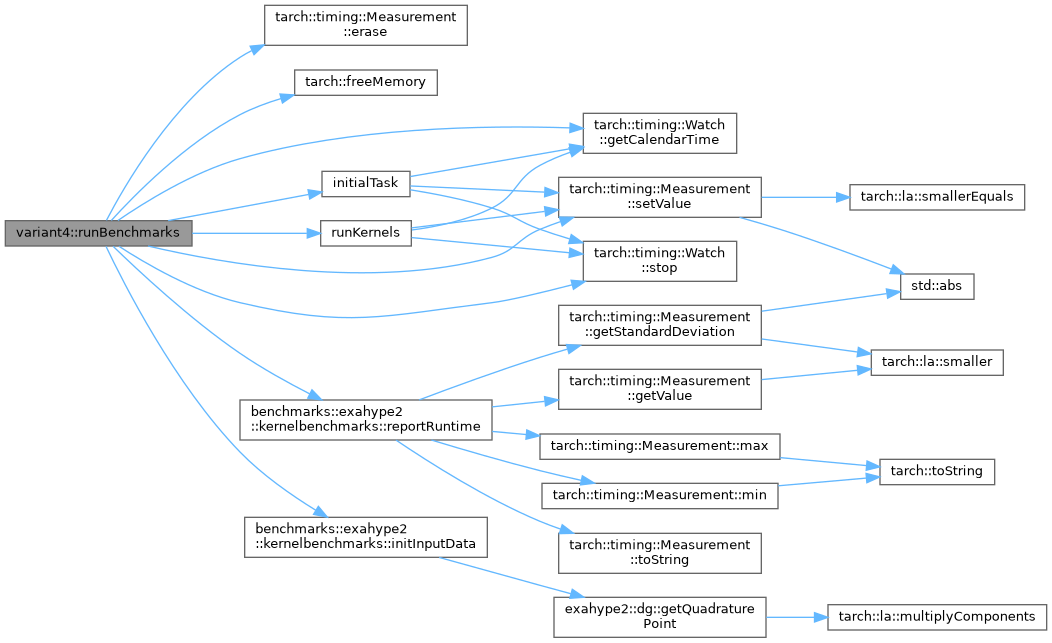 tarch::timing::Measurement
::erase
tarch::freeMemory
tarch::timing::Watch
::getCalendarTime
initialTask
tarch::timing::Measurement
::setValue
tarch::la::smallerEquals
variant4::runBenchmarks
runKernels
tarch::timing::Watch
::stop
std::abs
tarch::timing::Measurement
::getStandardDeviation
tarch::la::smaller
tarch::timing::Measurement
::getValue
benchmarks::exahype2
::kernelbenchmarks::reportRuntime
tarch::timing::Measurement::max
tarch::toString
tarch::timing::Measurement::min
benchmarks::exahype2
::kernelbenchmarks::initInputData
tarch::timing::Measurement
::toString
exahype2::dg::getQuadrature
Point
tarch::la::multiplyComponents